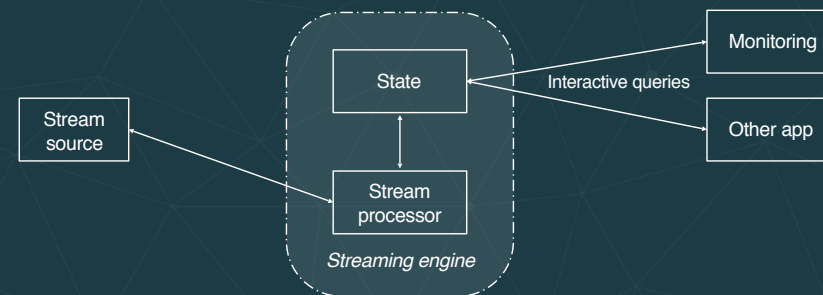 Stream
source
State
Stream
processor
Streaming engine
Interactive queries
Monitoring
Other app